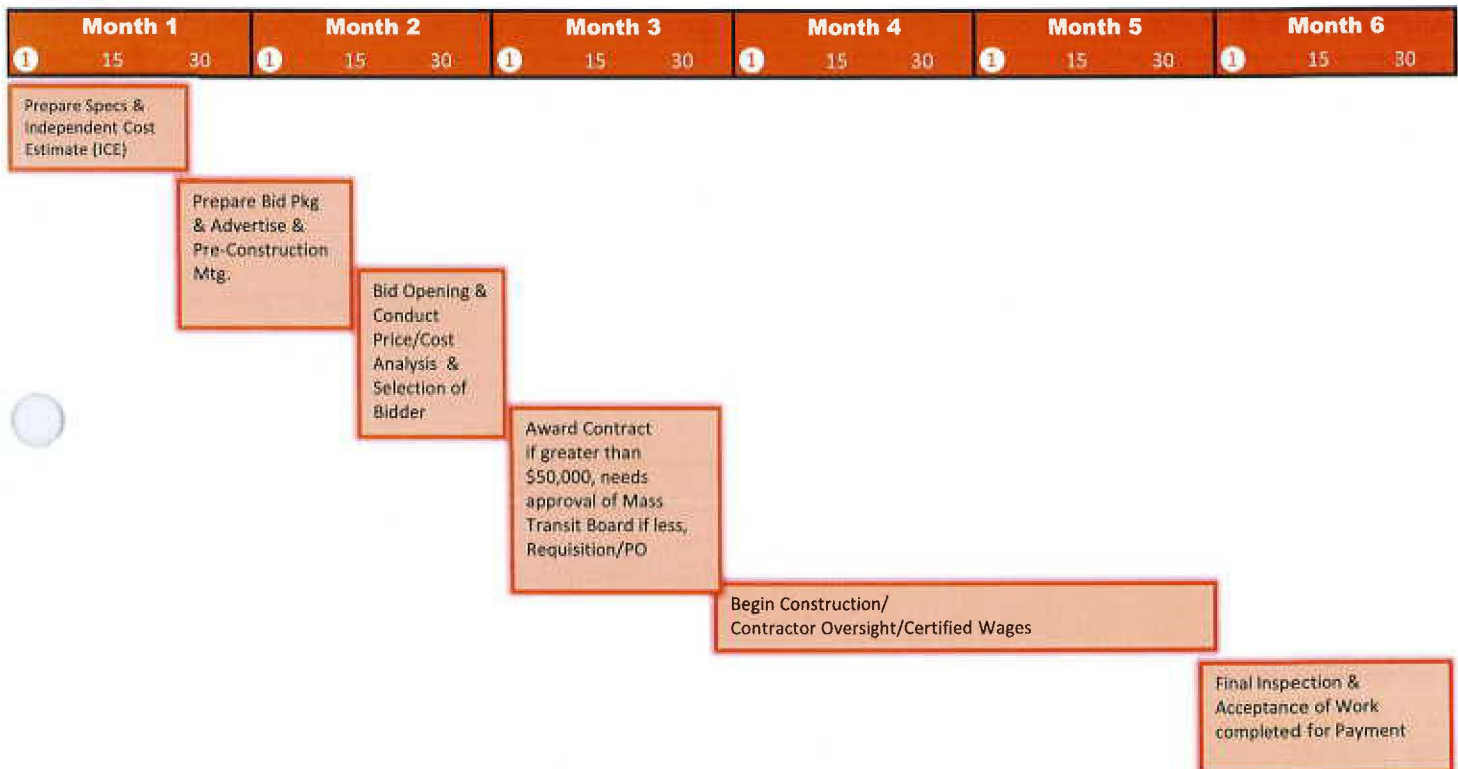 Month 1 Month 2 Month 3 Month 4 Month 5 Month 6
1 15 30 1 15 30 1 15 30 1 15 30 1 15 30 1 15 30
Prepare Specs &
Independent Cost
Estimate (ICE)
Prepare Bid Pkg
& Advertise &
Pre-Construction
Mtg.
Bid Opening &
Conduct
Price/Cost
Analysis &
Selection of
Bidder
Award Contract
if greater than
$50,000, needs
approval of Mass
Transit Board if less,
Requisition/PO
Begin Construction/
Contractor Oversight/Certified Wages
Final Inspection &
Acceptance of Work
completed for Payment